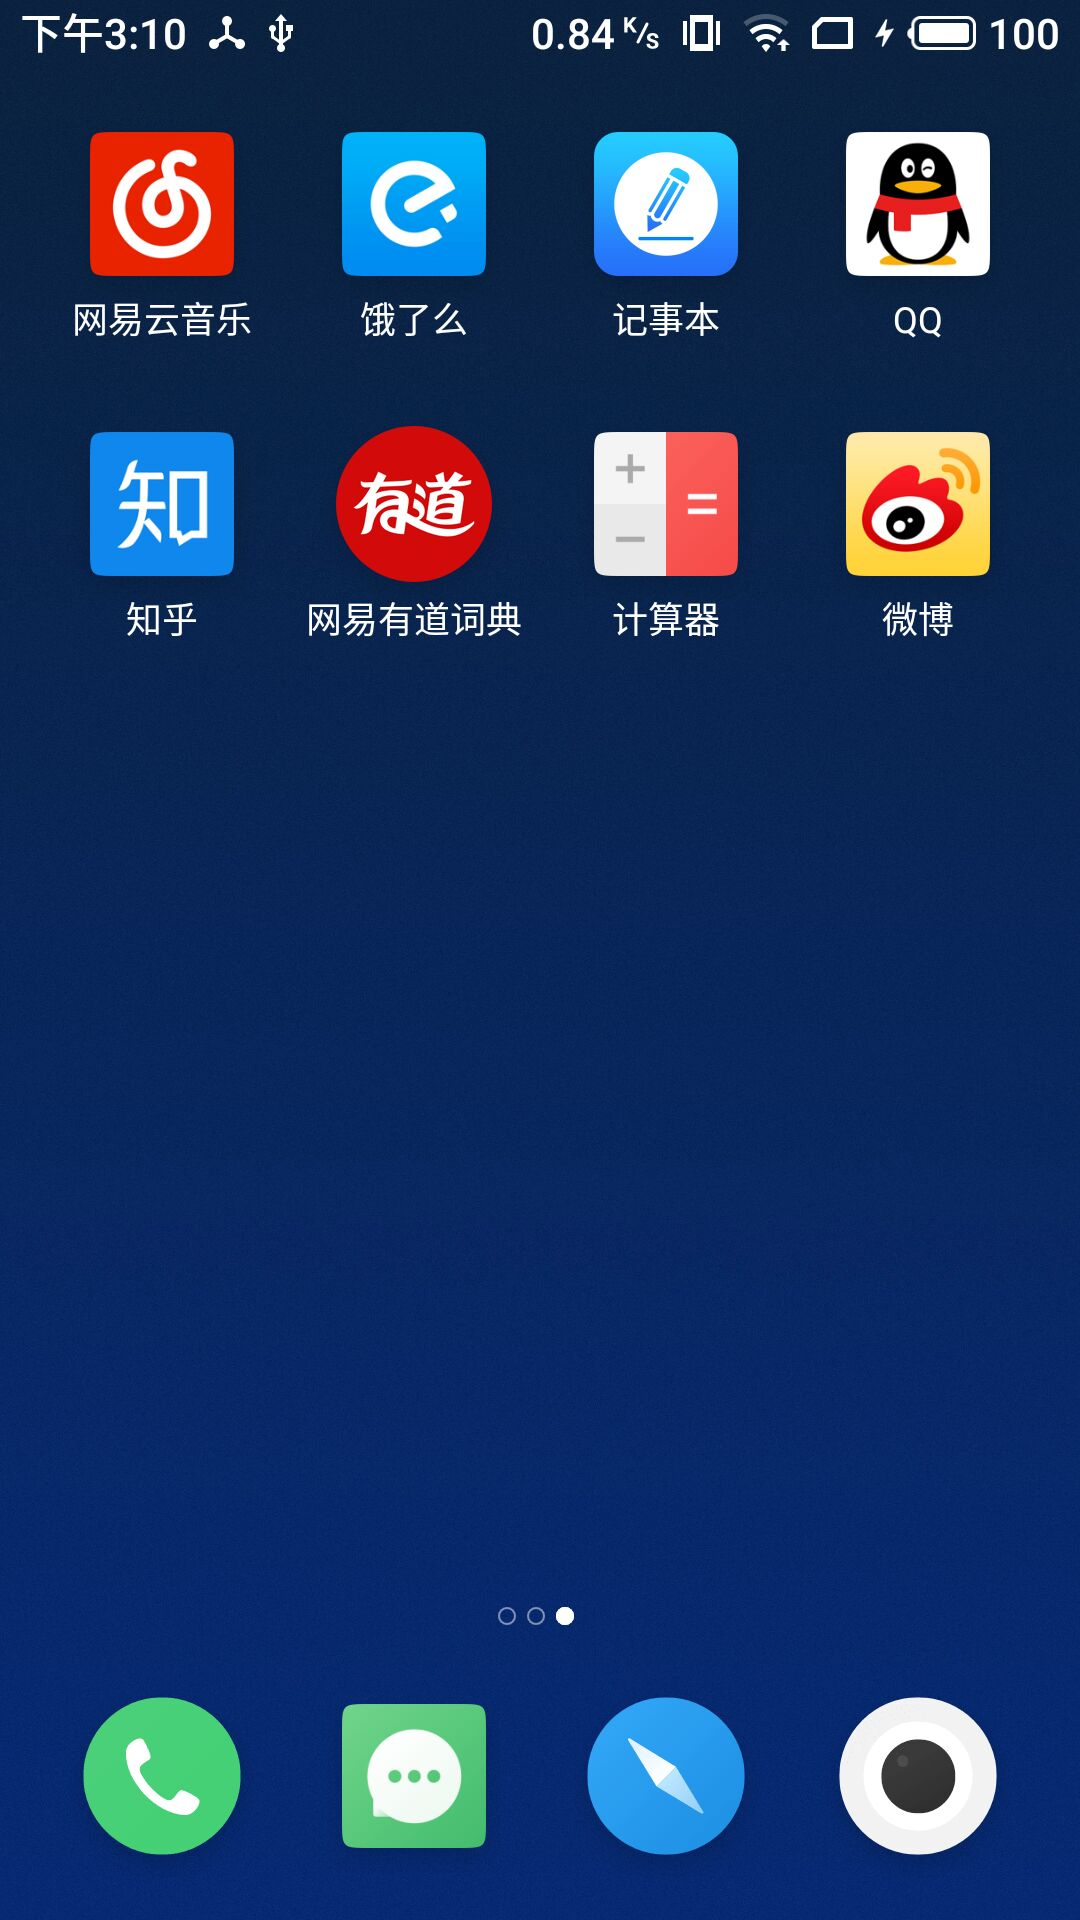 下午3:10 0.84 K/s 100
网易云音乐 饿了么 记事本 QQ
知 有道 + − =
知乎 网易有道词典 计算器 微博